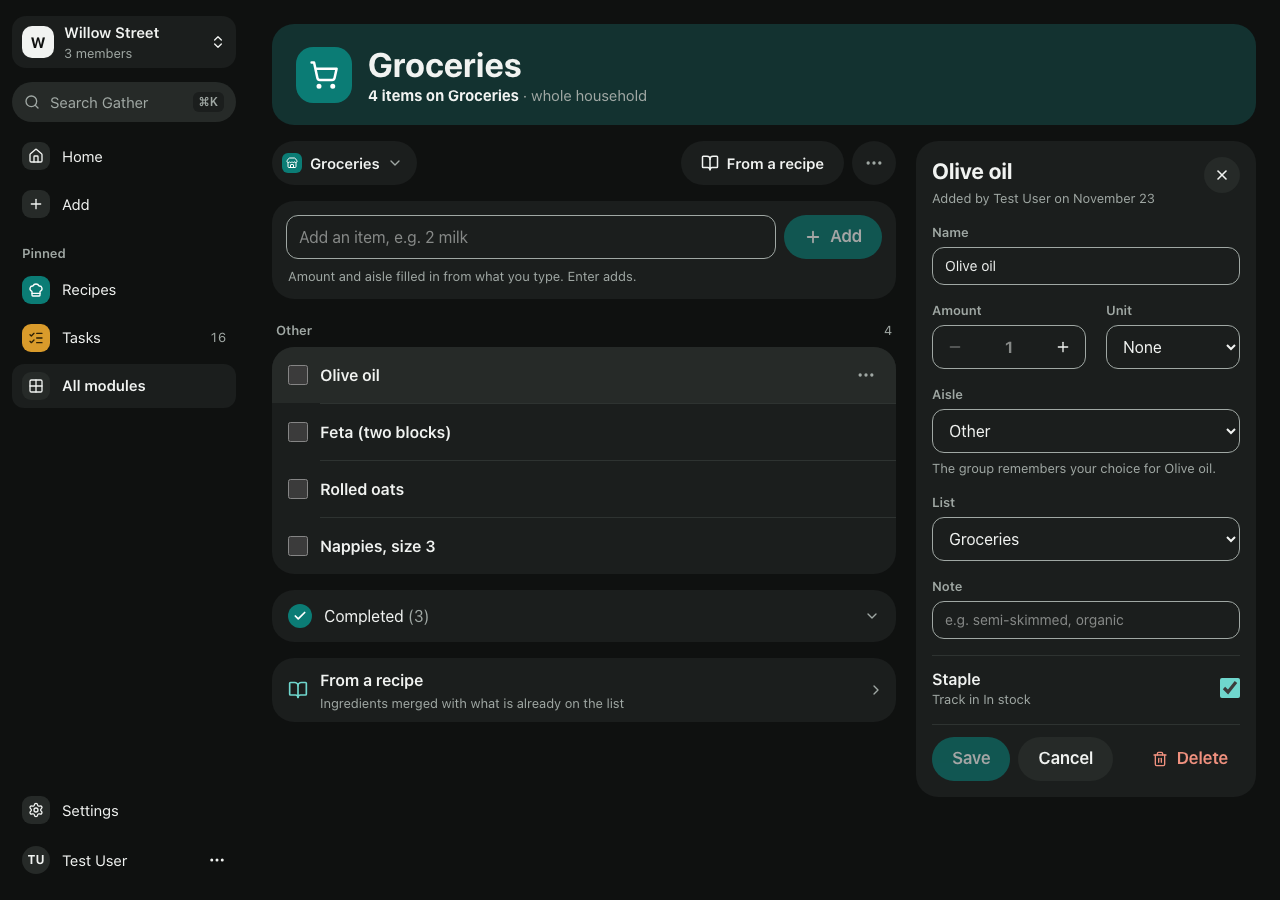 W
Willow Street
3 members
Search Gather
⌘K
Home
Add
Pinned
Recipes
Tasks
16
All modules
Settings
TU
Test User
Groceries
4 items on Groceries · whole household
Groceries
From a recipe
Add an item, e.g. 2 milk
Add
Amount and aisle filled in from what you type. Enter adds.
Other
4
Olive oil
Feta (two blocks)
Rolled oats
Nappies, size 3
Completed (3)
From a recipe
Ingredients merged with what is already on the list
Olive oil
Added by Test User on November 23
Name
Olive oil
Amount
Unit
1
None
Aisle
Other
The group remembers your choice for Olive oil.
List
Groceries
Note
e.g. semi-skimmed, organic
Staple
Track in In stock
Save
Cancel
Delete